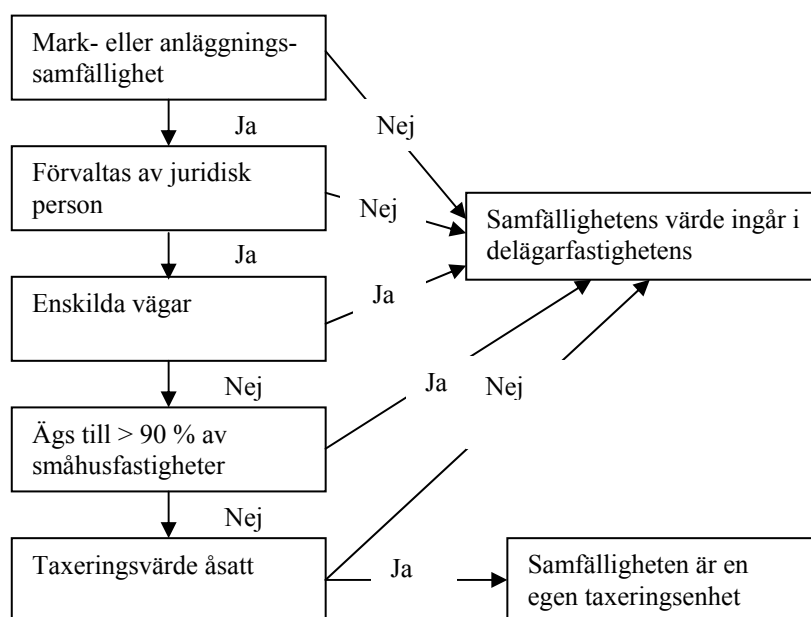 Mark- eller anläggnings-
samfällighet
Ja
Nej
Förvaltas av juridisk
person
Nej
Samfällighetens värde ingår i
delägarfastighetens
Ja
Enskilda vägar
Ja
Nej
Ja
Nej
Ägs till > 90 % av
småhusfastigheter
Nej
Taxeringsvärde åsatt
Ja
Samfälligheten är en
egen taxeringsenhet